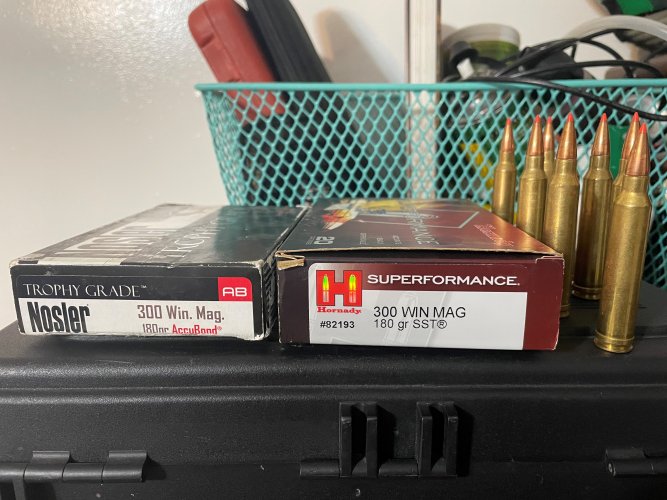 TROPHY GRADE™
Nosler
AB
300 Win. Mag.
180gr AccuBond®
H
Hornady
#82193
SUPERFORMANCE®
300 WIN MAG
180 gr SST®